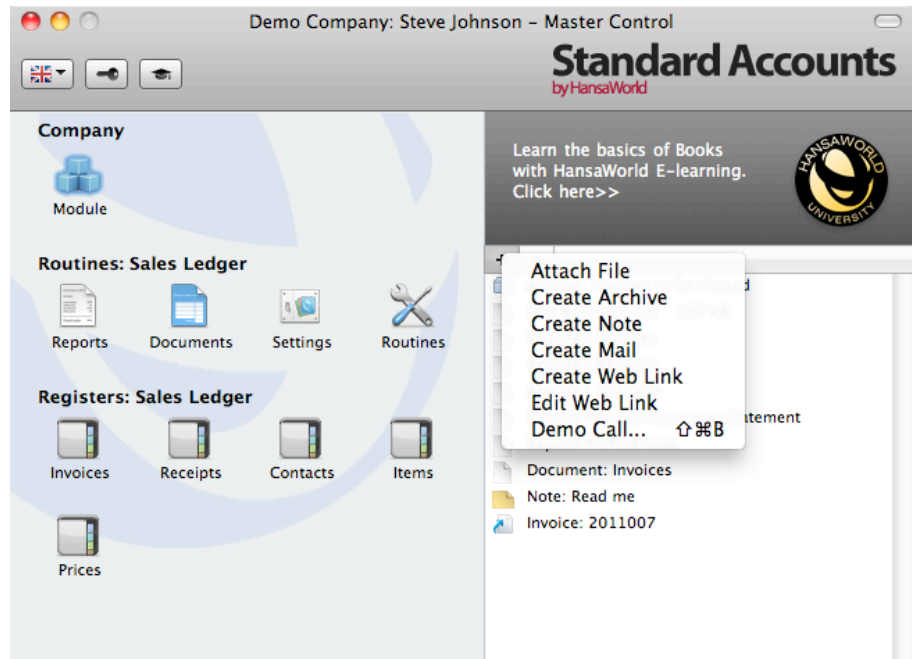 Demo Company: Steve Johnson – Master Control
Standard Accounts
by HansaWorld
Company
Module
Learn the basics of Books
with HansaWorld E-learning.
Click here>>
HANSAWORLD
UNIVERSITY
Routines: Sales Ledger
Reports
Documents
Settings
Routines
Registers: Sales Ledger
Invoices
Receipts
Contacts
Items
Prices
Attach File
Create Archive
Create Note
Create Mail
Create Web Link
Edit Web Link
Demo Call... ⇧⌘B
Document: Invoices
Note: Read me
Invoice: 2011007